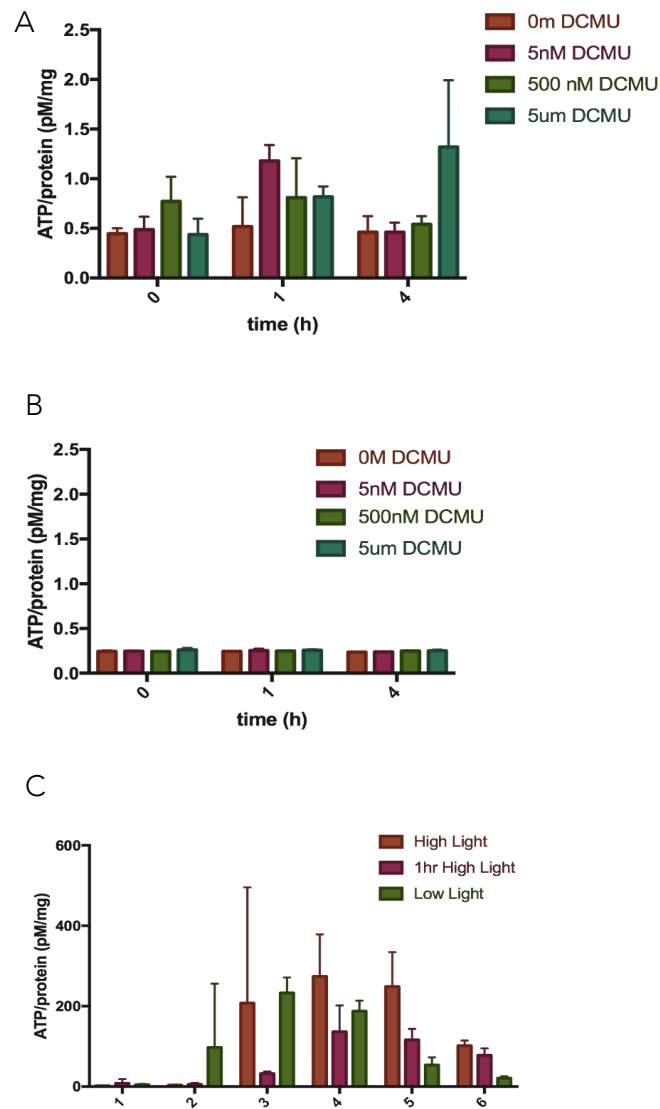 A
0m DCMU
5nM DCMU
500 nM DCMU
5um DCMU
ATP/protein (pM/mg)
2.5
2.0
1.5
1.0
0.5
0.0
0 1 4
time (h)
B
0M DCMU
5nM DCMU
500nM DCMU
5um DCMU
ATP/protein (pM/mg)
2.5
2.0
1.5
1.0
0.5
0.0
0 1 4
time (h)
C
High Light
1hr High Light
Low Light
ATP/protein (pM/mg)
600
400
200
0
1 2 3 4 5 6